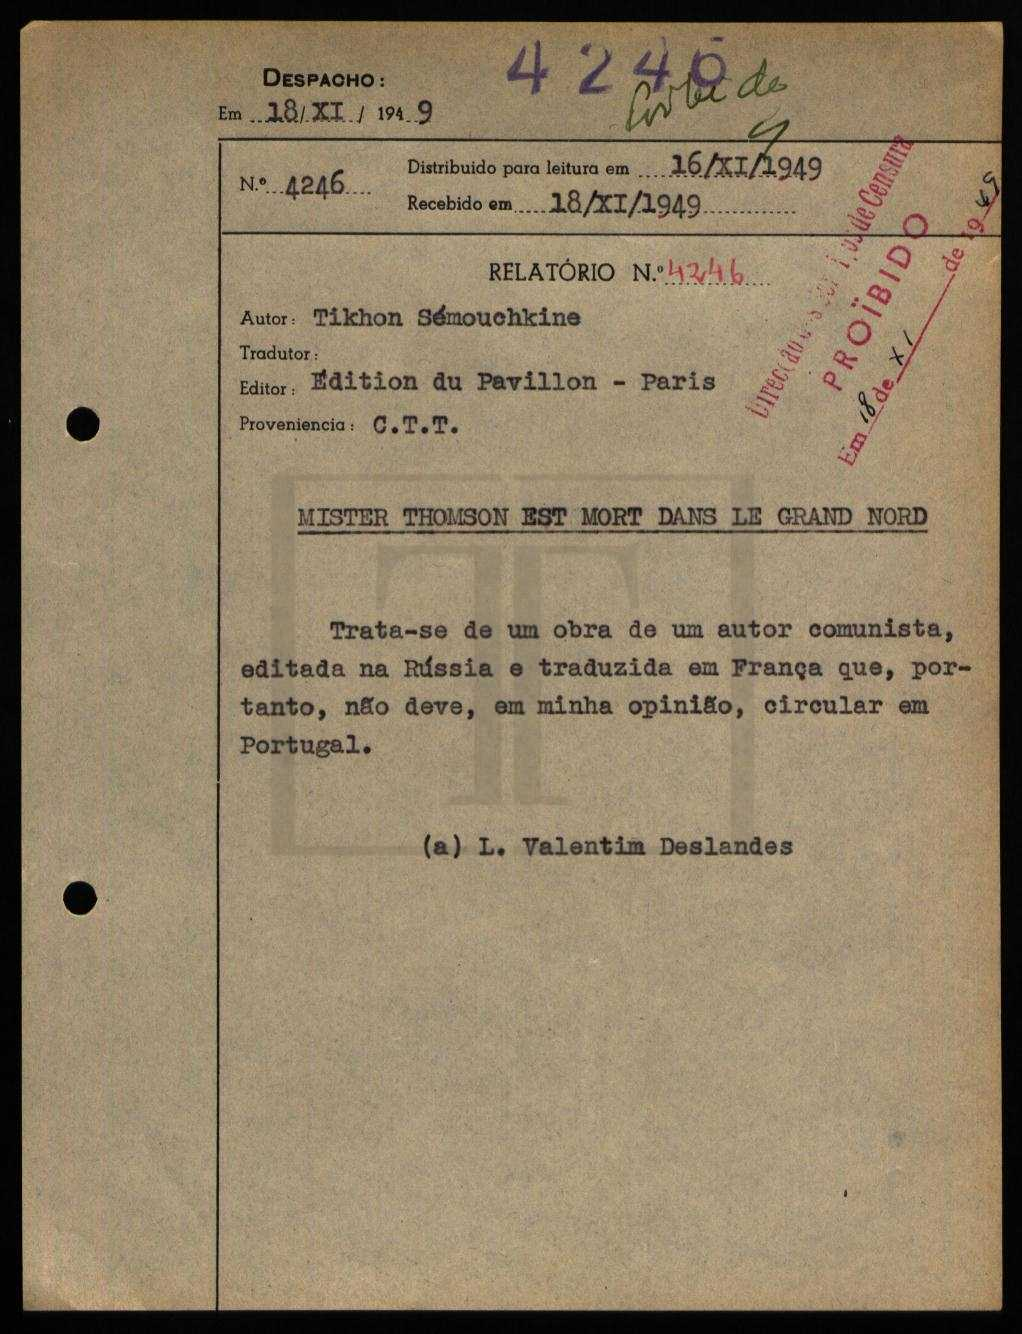 4246
DESPACHO:
Em 18/XI/1949
N.º 4246
Distribuido para leitura em 16/XI/1949
Recebido em 18/XI/1949
RELATÓRIO N.º 4246
Direcção dos Serviços de Censura
PROÏBIDO
Em 18 de XI de 1949
Autor: Tikhon Sémouchkine
Tradutor:
Editor: Édition du Pavillon - Paris
Proveniencia: C.T.T.
MISTER THOMSON EST MORT DANS LE GRAND NORD
Trata-se de um obra de um autor comunista,
editada na Rússia e traduzida em França que, por-
tanto, não deve, em minha opinião, circular em
Portugal.
(a) L. Valentim Deslandes